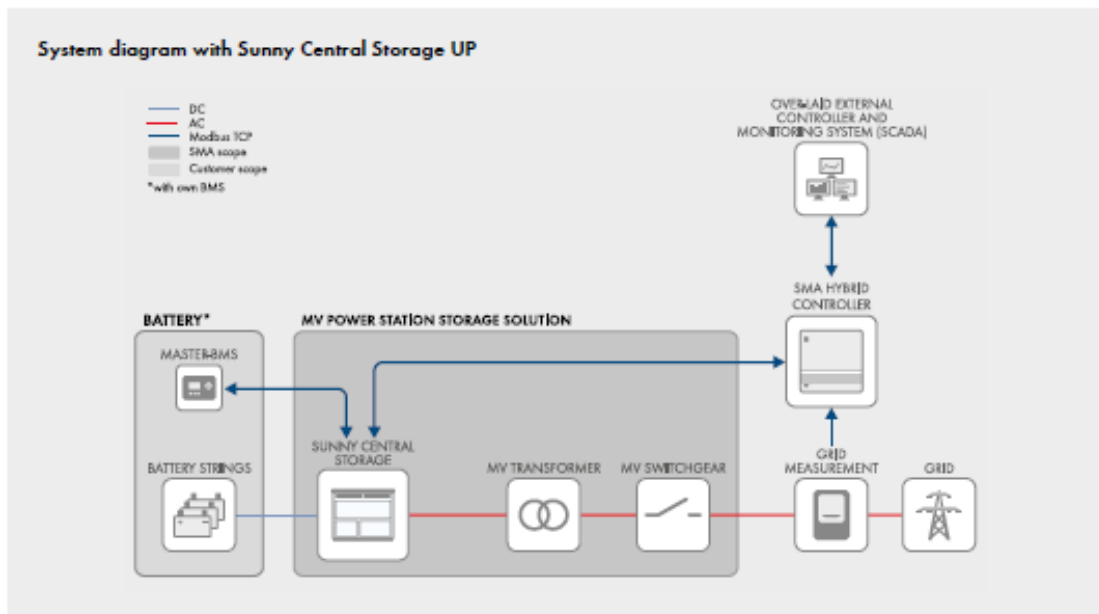 System diagram with Sunny Central Storage UP
DC
AC
Modbus TCP
SMA scope
Customer scope
*with own BMS
OVER-LAID EXTERNAL
CONTROLLER AND
MONITORING SYSTEM (SCADA)
SMA HYBRID
CONTROLLER
BATTERY*
MV POWER STATION STORAGE SOLUTION
MASTER-BMS
SUNNY CENTRAL
STORAGE
BATTERY STRINGS
MV TRANSFORMER
MV SWITCHGEAR
GRID
MEASUREMENT
GRID